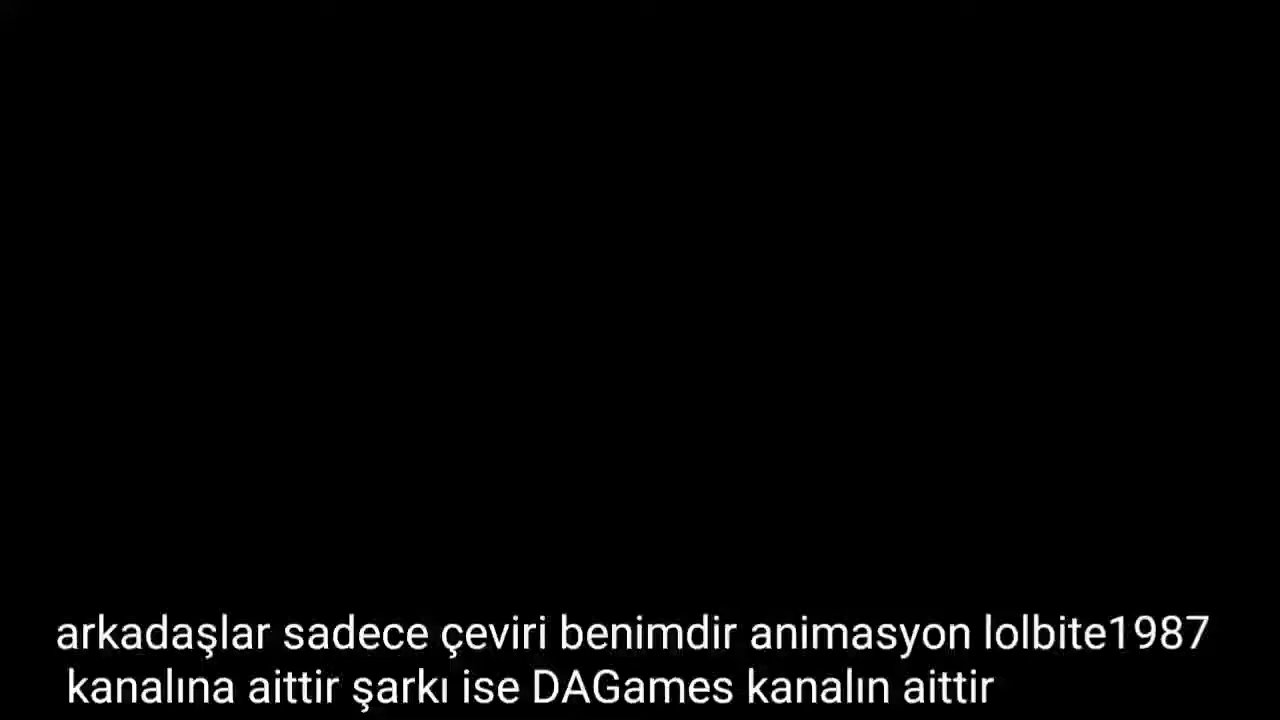 arkadaşlar sadece çeviri benimdir animasyon lolbite1987
kanalına aittir şarkı ise DAGames kanalın aittir